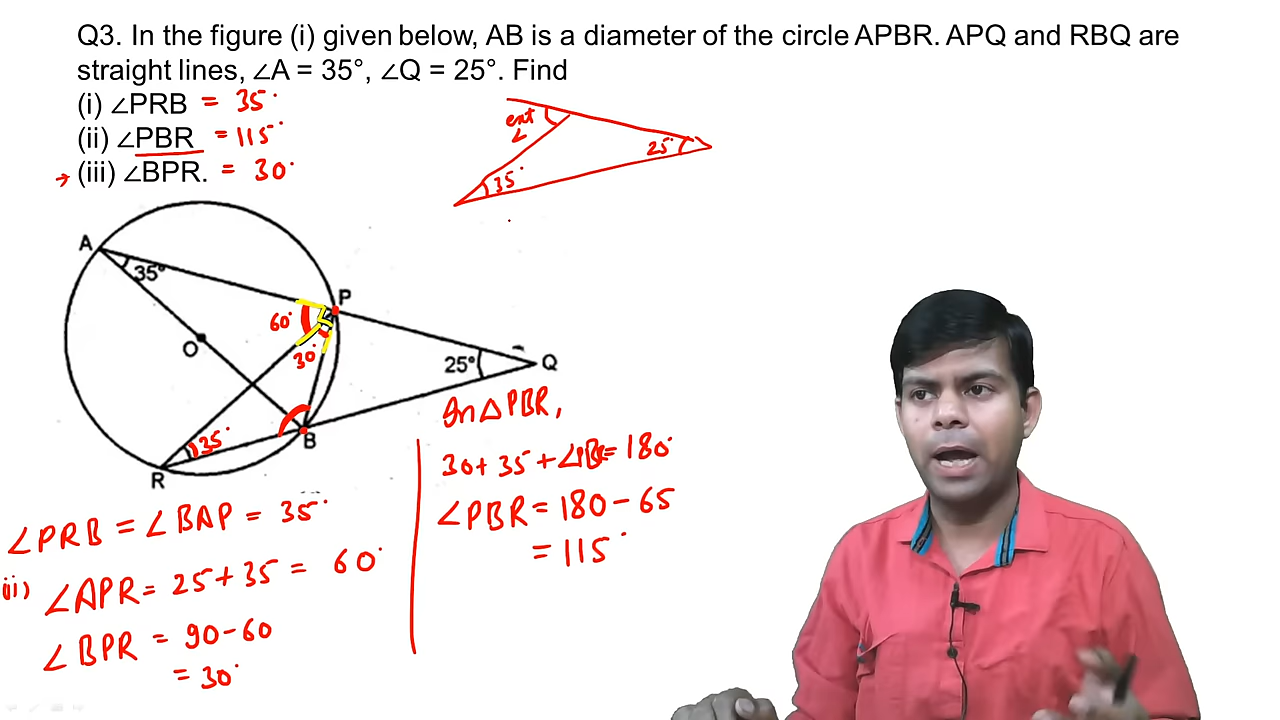 Q3. In the figure (i) given below, AB is a diameter of the circle APBR. APQ and RBQ are
straight lines, ∠A = 35°, ∠Q = 25°. Find
(i) ∠PRB = 35°
(ii) ∠PBR = 115°
→ (iii) ∠BPR. = 30°
ext
∠
25°
35°
A
35°
P
60°
O
30°
25°
Q
B
35°
R
In △PBR,
30+35+∠PBR=180°
∠PBR = 180-65
= 115°
∠PRB = ∠BAP = 35°
(ii) ∠APR = 25+35 = 60°
∠BPR = 90-60
= 30°